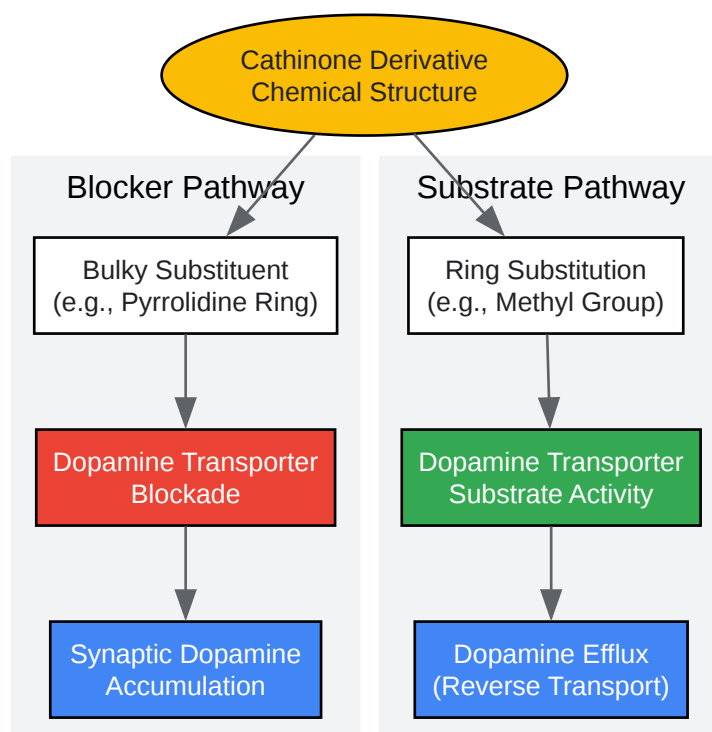 Cathinone Derivative
Chemical Structure
Blocker Pathway
Bulky Substituent
(e.g., Pyrrolidine Ring)
Dopamine Transporter
Blockade
Synaptic Dopamine
Accumulation
Substrate Pathway
Ring Substitution
(e.g., Methyl Group)
Dopamine Transporter
Substrate Activity
Dopamine Efflux
(Reverse Transport)